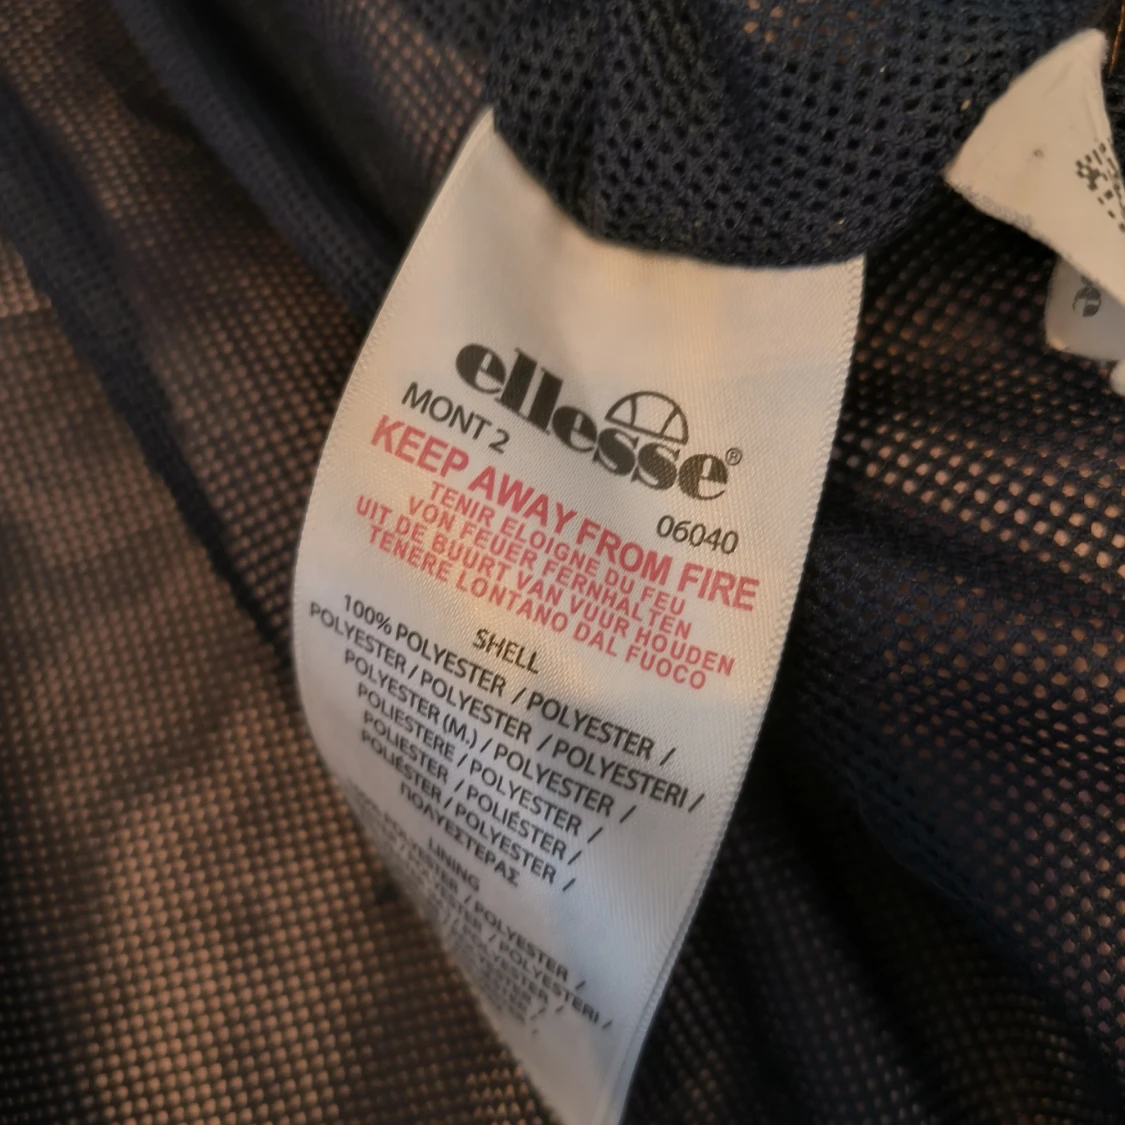 ellesse®
MONT 2
06040
KEEP AWAY FROM FIRE
TENIR ELOIGNE DU FEU
VON FEUER FERNHALTEN
UIT DE BUURT VAN VUUR HOUDEN
TENERE LONTANO DAL FUOCO
SHELL
100% POLYESTER / POLYESTER /
POLYESTER / POLYESTER / POLYESTERI /
POLYESTER (M.) / POLYESTER /
POLIESTERE / POLYESTER /
POLIESTER / POLIÉSTER /
POLIÉSTER / POLYESTER /
ΠΟΛΥΕΣΤΕΡΑΣ
LINING
POLYESTER / POLYESTER /
POLYESTERI /